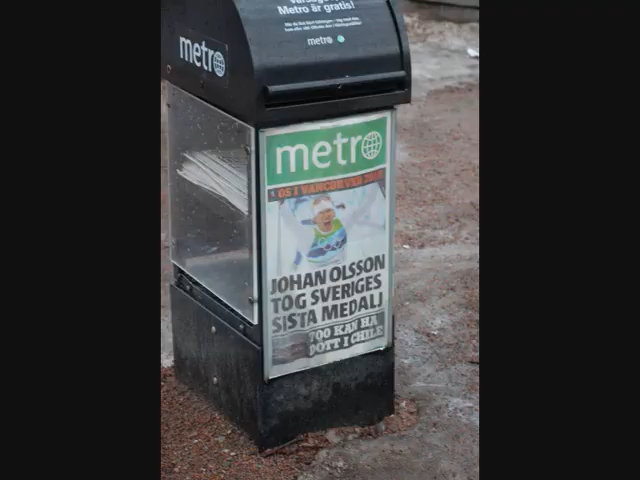 Varsågod!
Metro är gratis!
metro
metro
metro
OS I VANCOUVER 2010
JOHAN OLSSON
TOG SVERIGES
SISTA MEDALJ
700 KAN HA
DÖTT I CHILE